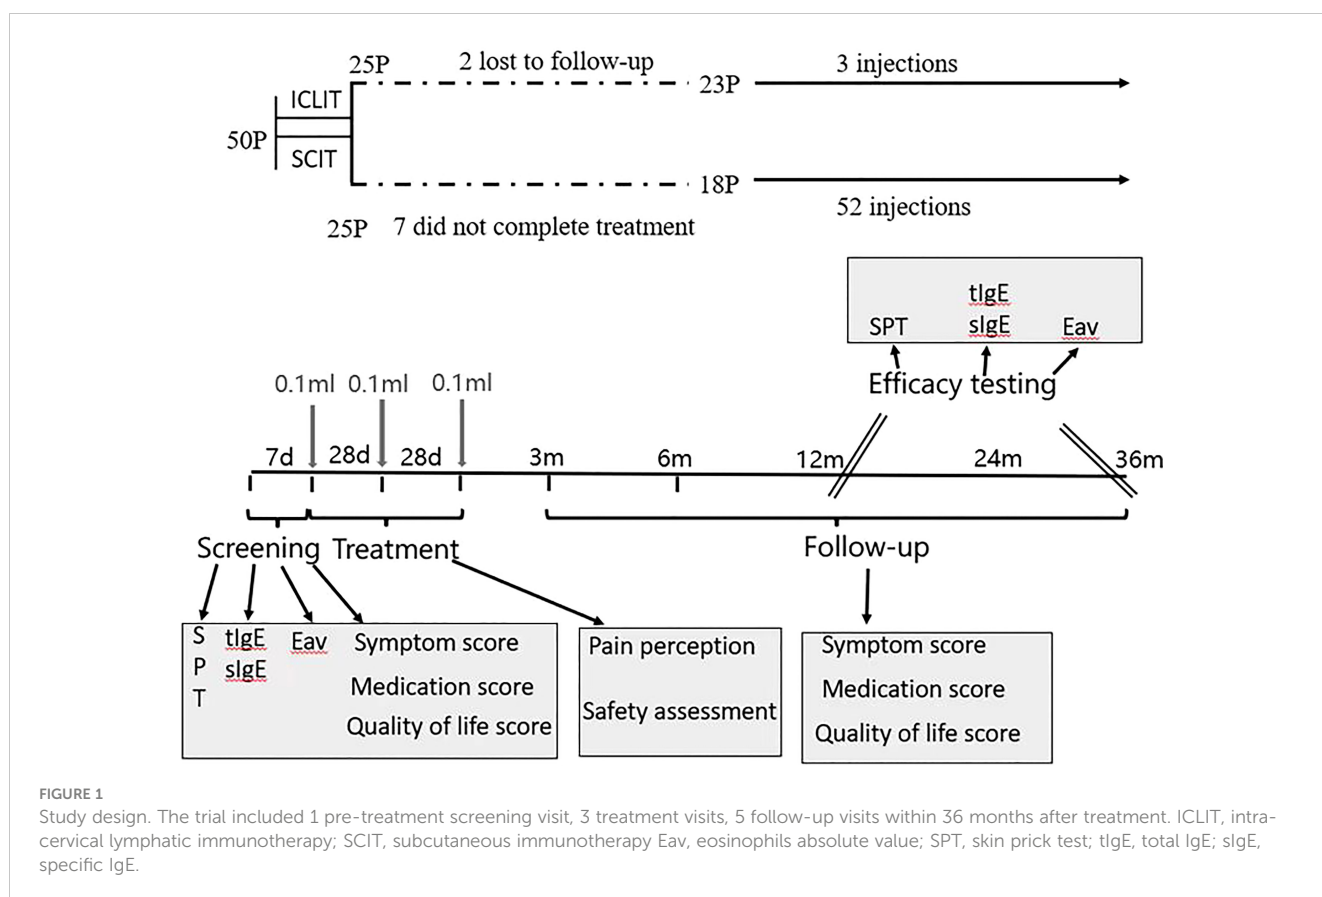 25P 2 lost to follow-up 3 injections
23P
ICLIT
50P
SCIT
18P
52 injections
25P 7 did not complete treatment
tIgE
SPT sIgE Eav
Efficacy testing
0.1ml 0.1ml 0.1ml
7d 28d 28d 3m 6m 12m 24m 36m
Screening Treatment Follow-up
S tIgE Eav Symptom score
P sIgE
T
Medication score
Quality of life score
Pain perception
Safety assessment
Symptom score
Medication score
Quality of life score
FIGURE 1
Study design. The trial included 1 pre-treatment screening visit, 3 treatment visits, 5 follow-up visits within 36 months after treatment. ICLIT, intra-
cervical lymphatic immunotherapy; SCIT, subcutaneous immunotherapy Eav, eosinophils absolute value; SPT, skin prick test; tIgE, total IgE; sIgE,
specific IgE.